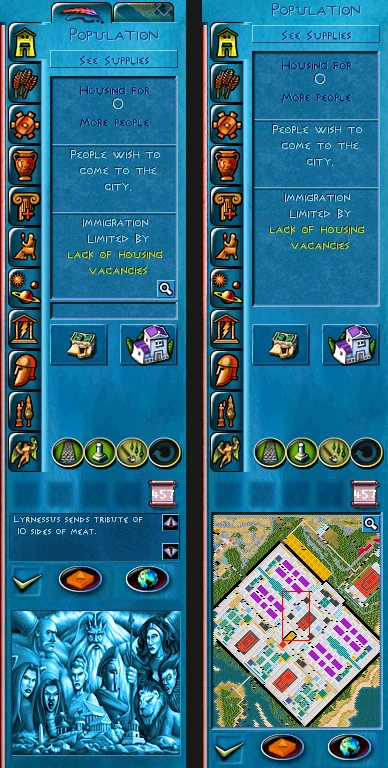 Population
See Supplies
Housing for
0
More people
People wish to
come to the
city.
Immigration
Limited by
lack of housing
vacancies
457
Lyrnessus sends tribute of
10 sides of meat.
Population
See Supplies
Housing for
0
More people
People wish to
come to the
city.
Immigration
Limited by
lack of housing
vacancies
457